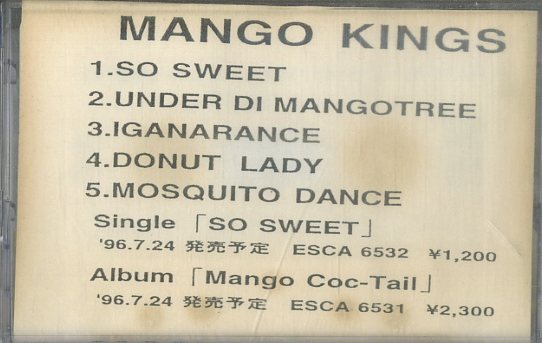 MANGO KINGS
1.SO SWEET
2.UNDER DI MANGOTREE
3.IGANARANCE
4.DONUT LADY
5.MOSQUITO DANCE
Single「SO SWEET」
'96.7.24 発売予定 ESCA 6532 ¥1,200
Album「Mango Coc-Tail」
'96.7.24 発売予定 ESCA 6531 ¥2,300